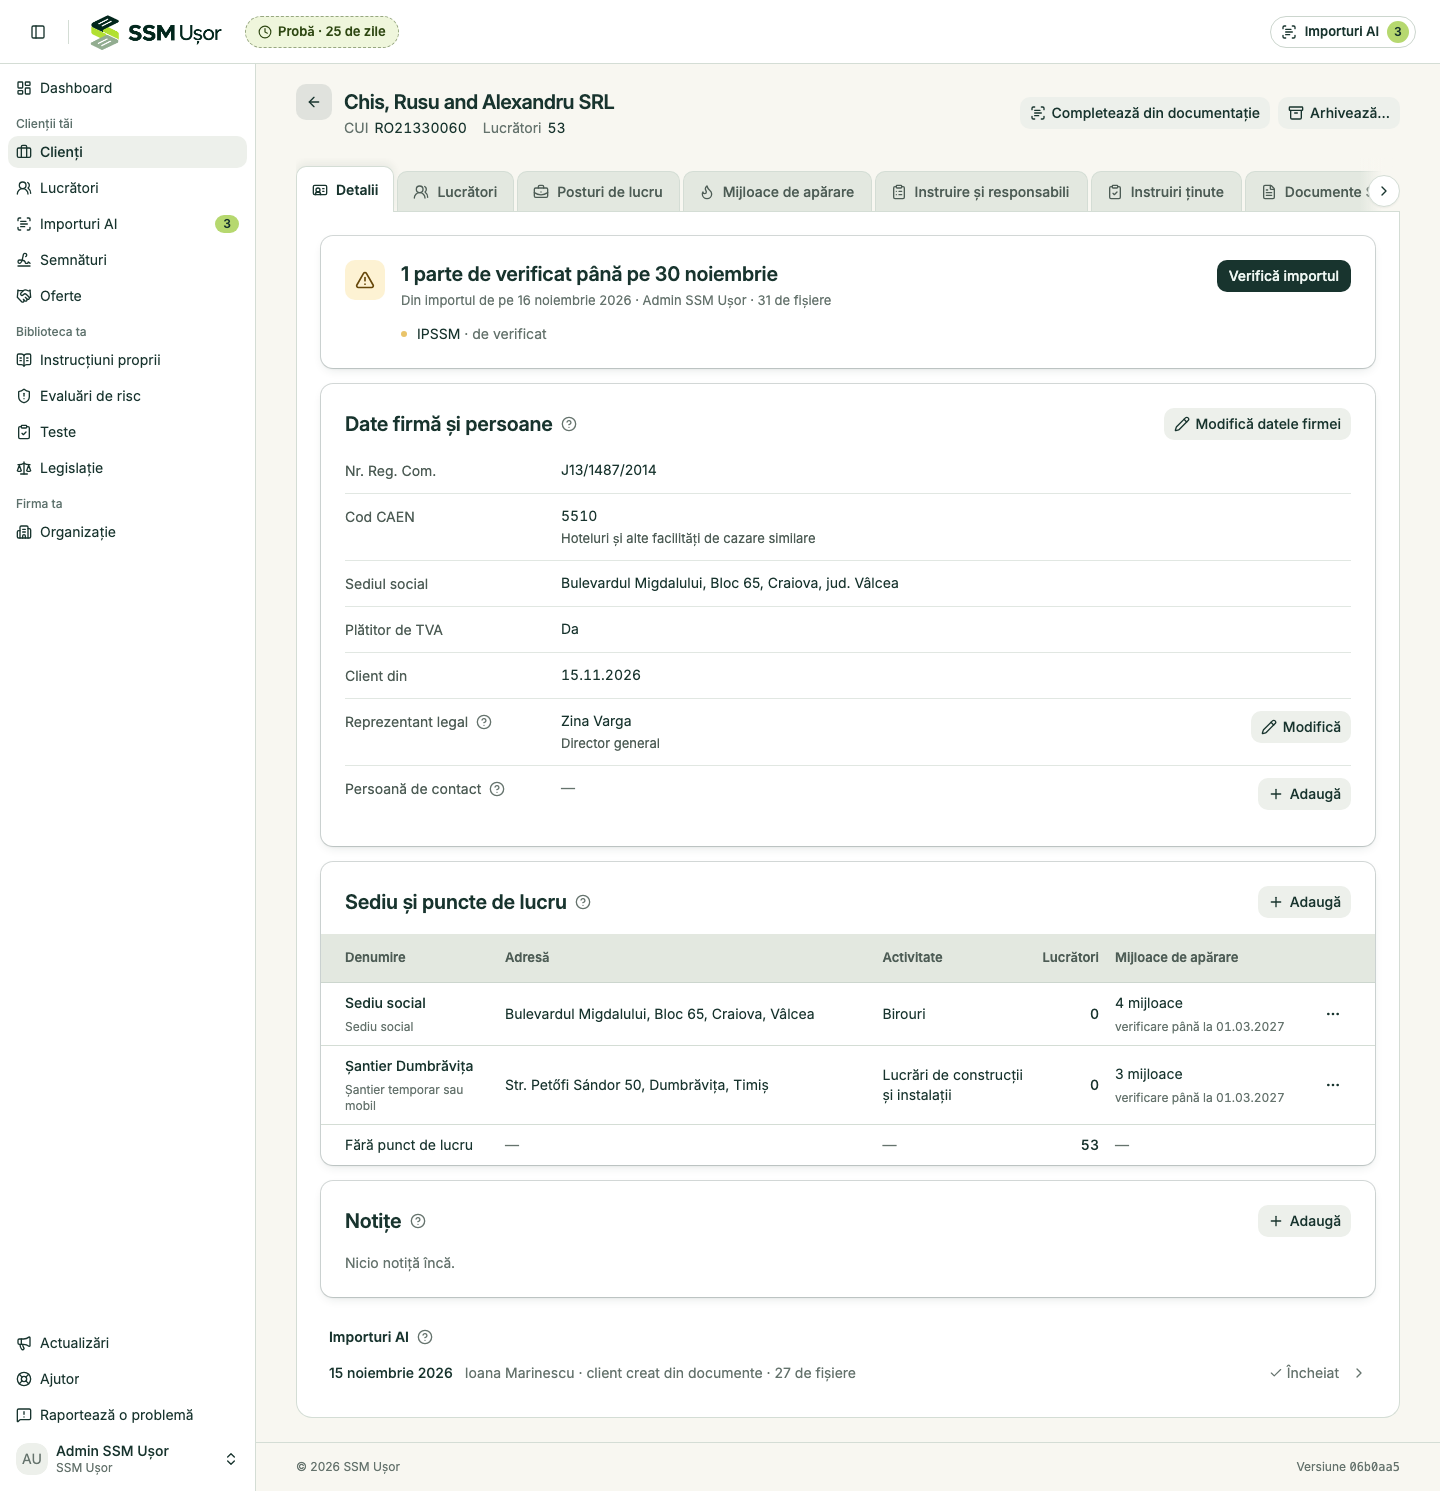 SSM Ușor
Probă · 25 de zile
Importuri AI 3
Dashboard
Clienții tăi
Clienți
Lucrători
Importuri AI 3
Semnături
Oferte
Biblioteca ta
Instrucțiuni proprii
Evaluări de risc
Teste
Legislație
Firma ta
Organizație
Actualizări
Ajutor
Raportează o problemă
AU
Admin SSM Ușor
SSM Ușor
Chis, Rusu and Alexandru SRL
CUI RO21330060 Lucrători 53
Completează din documentație
Arhivează...
Detalii
Lucrători
Posturi de lucru
Mijloace de apărare
Instruire și responsabili
Instruiri ținute
Documente
1 parte de verificat până pe 30 noiembrie
Din importul de pe 16 noiembrie 2026 · Admin SSM Ușor · 31 de fișiere
IPSSM · de verificat
Verifică importul
Date firmă și persoane
Modifică datele firmei
Nr. Reg. Com. J13/1487/2014
Cod CAEN 5510
Hoteluri și alte facilități de cazare similare
Sediul social Bulevardul Migdalului, Bloc 65, Craiova, jud. Vâlcea
Plătitor de TVA Da
Client din 15.11.2026
Reprezentant legal Zina Varga
Director general
Modifică
Persoană de contact —
Adaugă
Sediu și puncte de lucru
Adaugă
Denumire Adresă Activitate Lucrători Mijloace de apărare
Sediu social
Sediu social
Bulevardul Migdalului, Bloc 65, Craiova, Vâlcea
Birouri
0
4 mijloace
verificare până la 01.03.2027
Șantier Dumbrăvița
Șantier temporar sau
mobil
Str. Petőfi Sándor 50, Dumbrăvița, Timiș
Lucrări de construcții
și instalații
0
3 mijloace
verificare până la 01.03.2027
Fără punct de lucru — — 53 —
Notițe
Adaugă
Nicio notiță încă.
Importuri AI
15 noiembrie 2026 Ioana Marinescu · client creat din documente · 27 de fișiere
Încheiat
© 2026 SSM Ușor
Versiune 06b0aa5